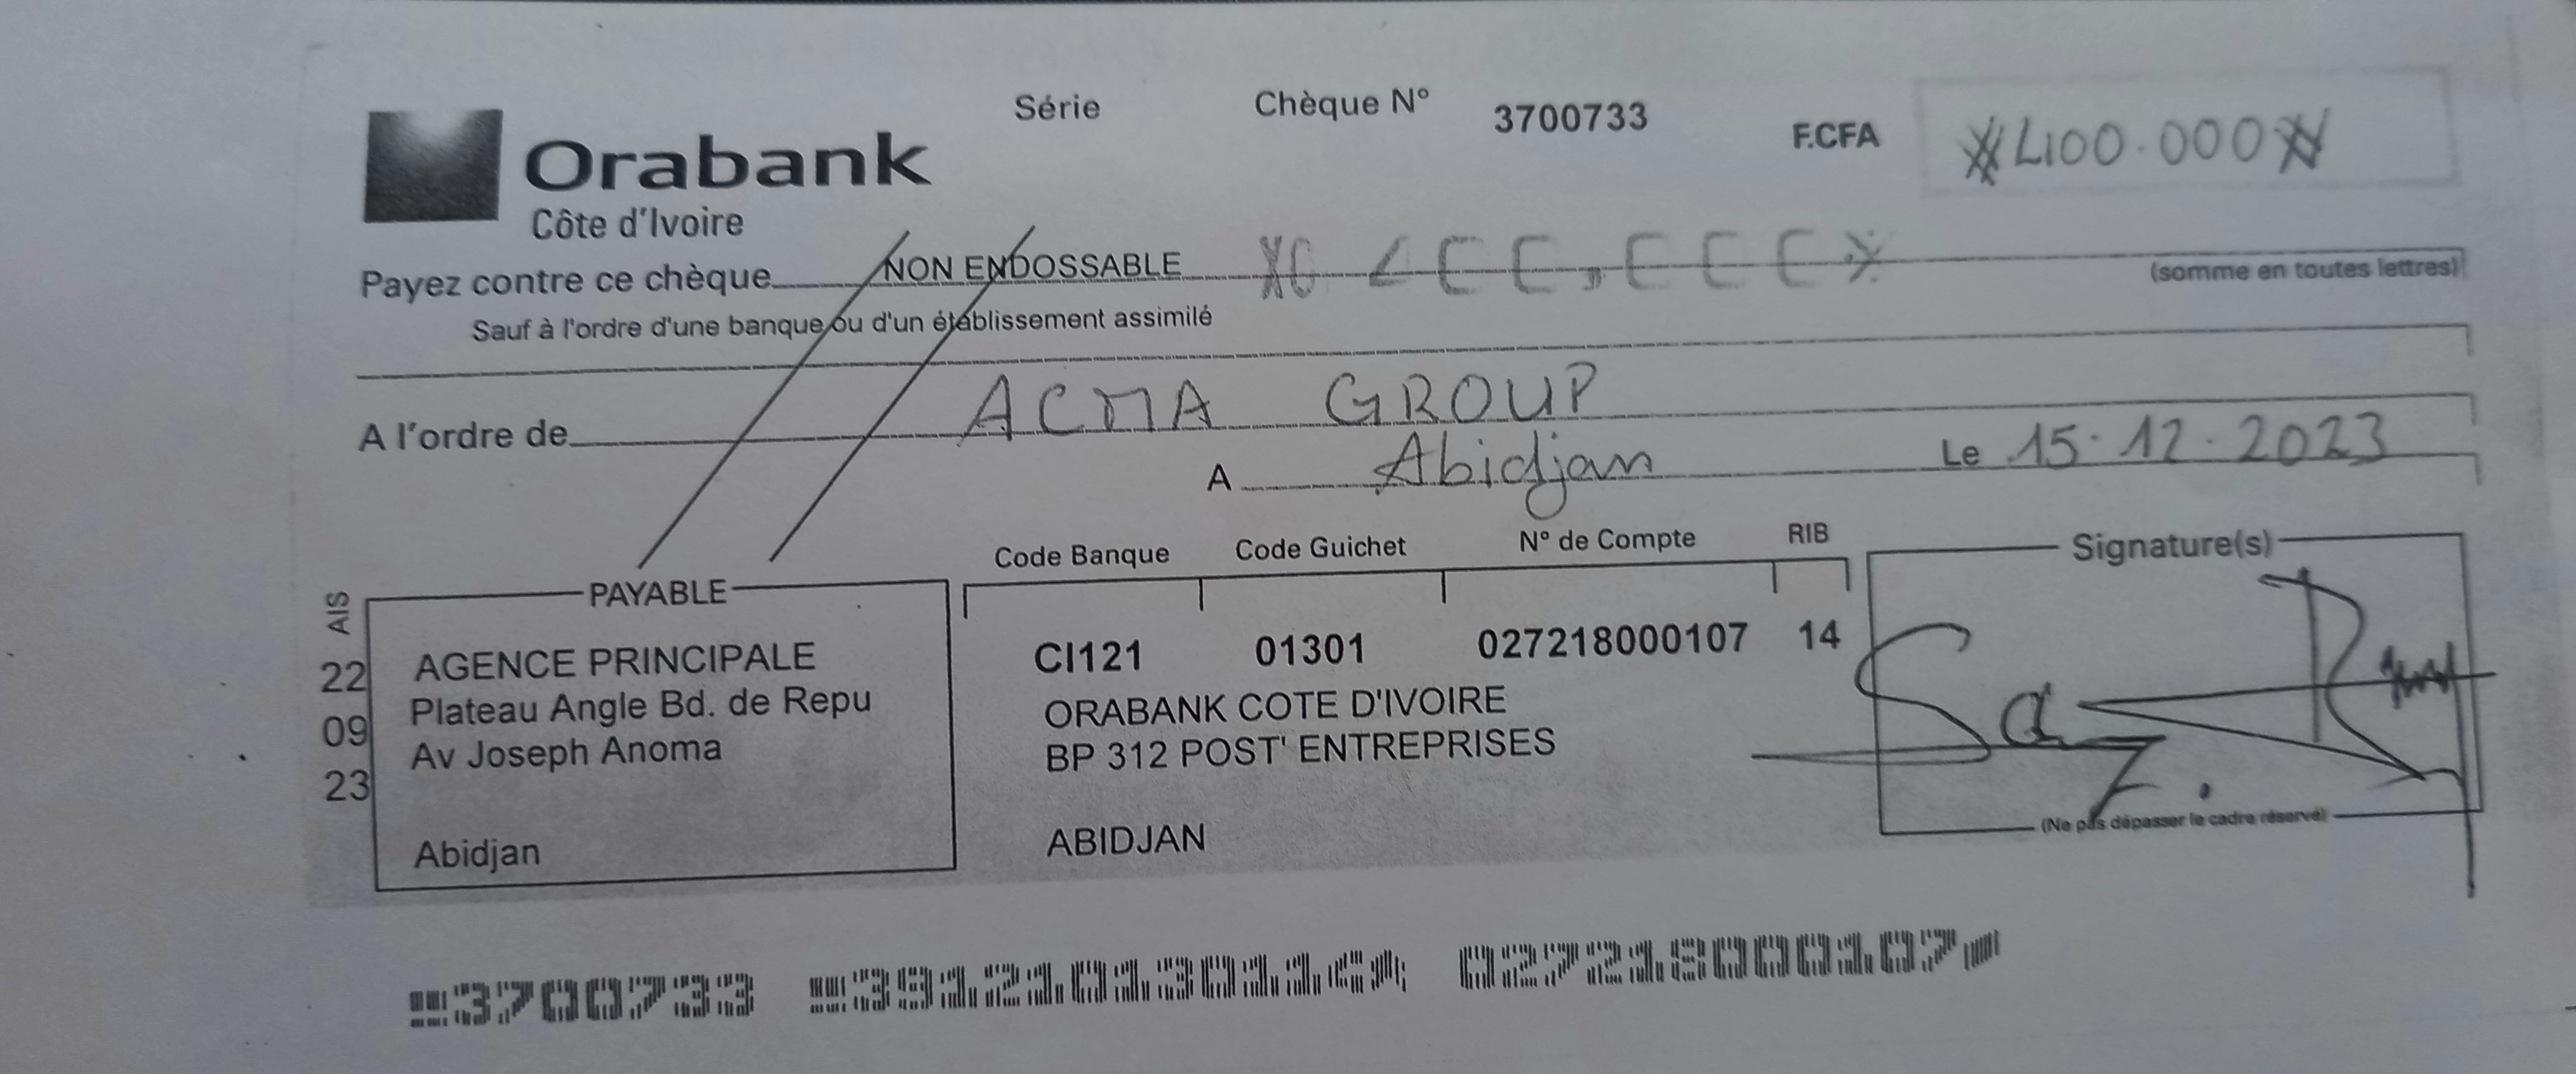 Série Chèque N° 3700733 F.CFA ※400.000※
Orabank
Côte d'Ivoire
Payez contre ce chèque NON ENDOSSABLE (somme en toutes lettres)
Sauf à l'ordre d'une banque ou d'un établissement assimilé
A l'ordre de ACMA GROUP
A Abidjan Le 15.12.2023
Code Banque Code Guichet N° de Compte RIB Signature(s)
PAYABLE
AIS
22
09
23
AGENCE PRINCIPALE
Plateau Angle Bd. de Repu
Av Joseph Anoma
Abidjan
CI121 01301 027218000107 14
ORABANK COTE D'IVOIRE
BP 312 POST' ENTREPRISES
ABIDJAN
(Ne pas dépasser le cadre réservé)
3700733 391210130114 027218000107